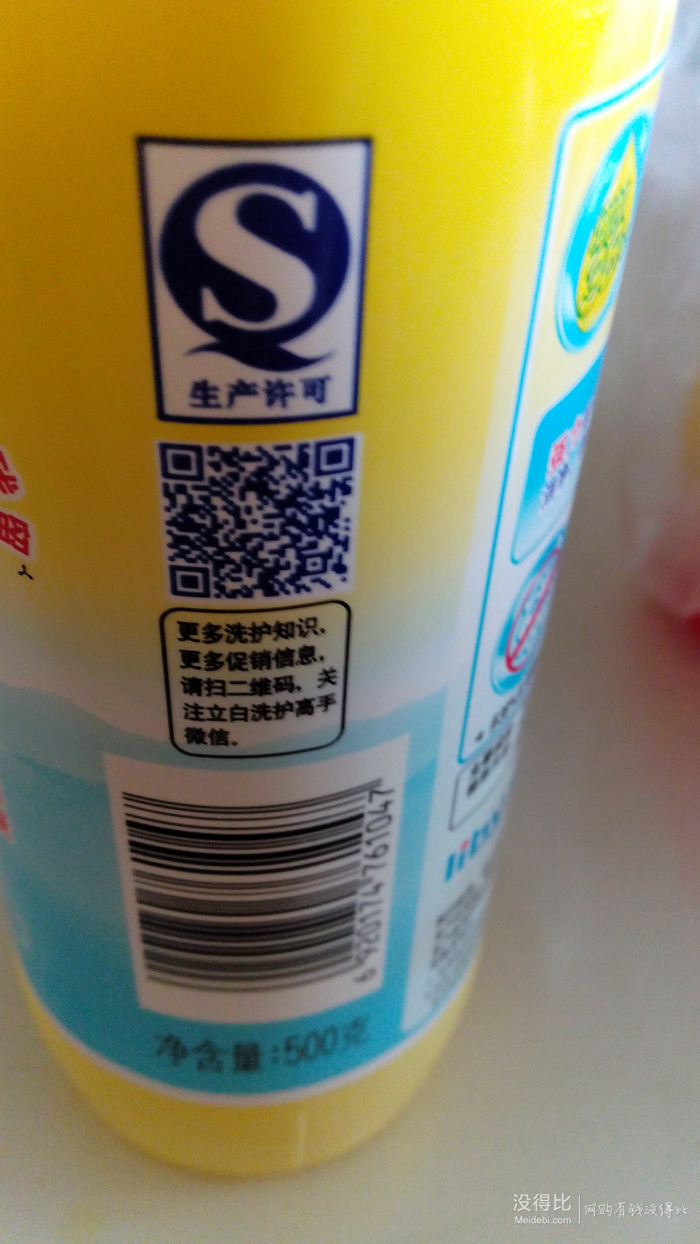 S
生产许可
更多洗护知识，
更多促销信息，
请扫二维码，关
注立白洗护高手
微信。
6920174761047
净含量:500克
留
没得比
Meidebi.com
网购有钱没得比